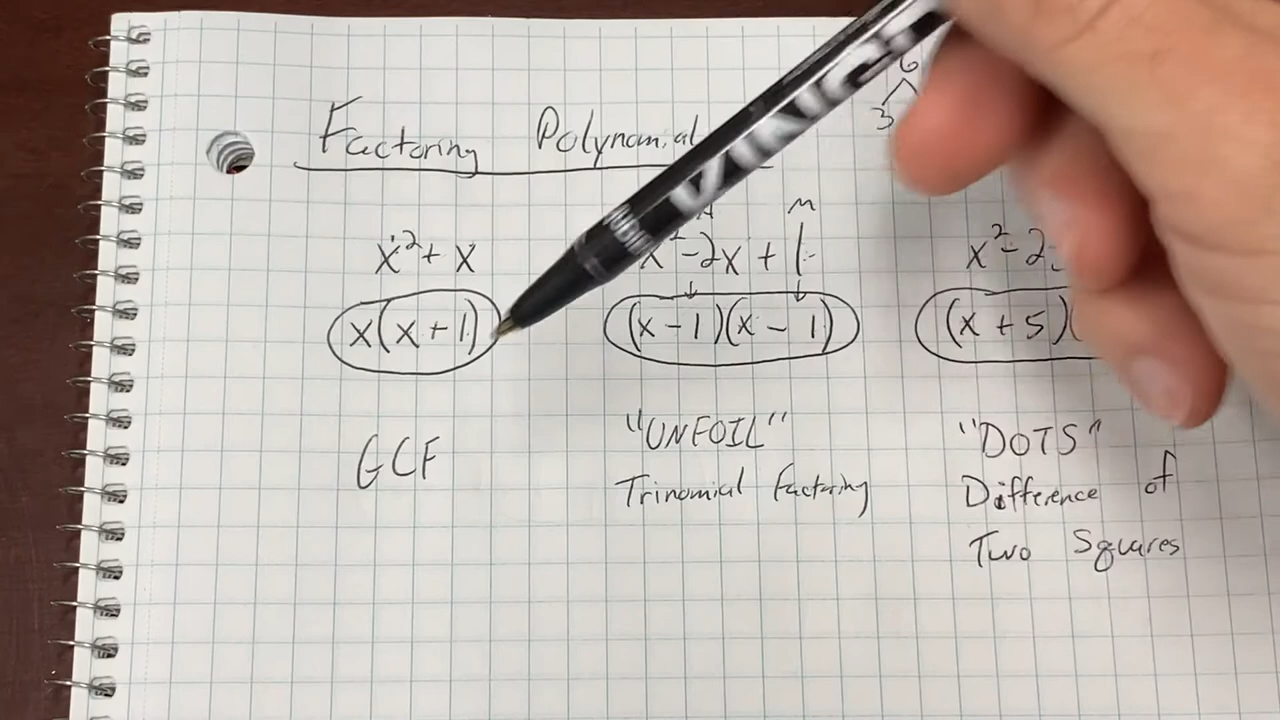 6
3
Factoring Polynomial
A M
x² + x
x² - 2x + 1
x² - 2
x(x + 1)
(x - 1)(x - 1)
(x + 5)(
GCF
"UNFOIL"
Trinomial Factoring
"DOTS"
Difference of
Two Squares